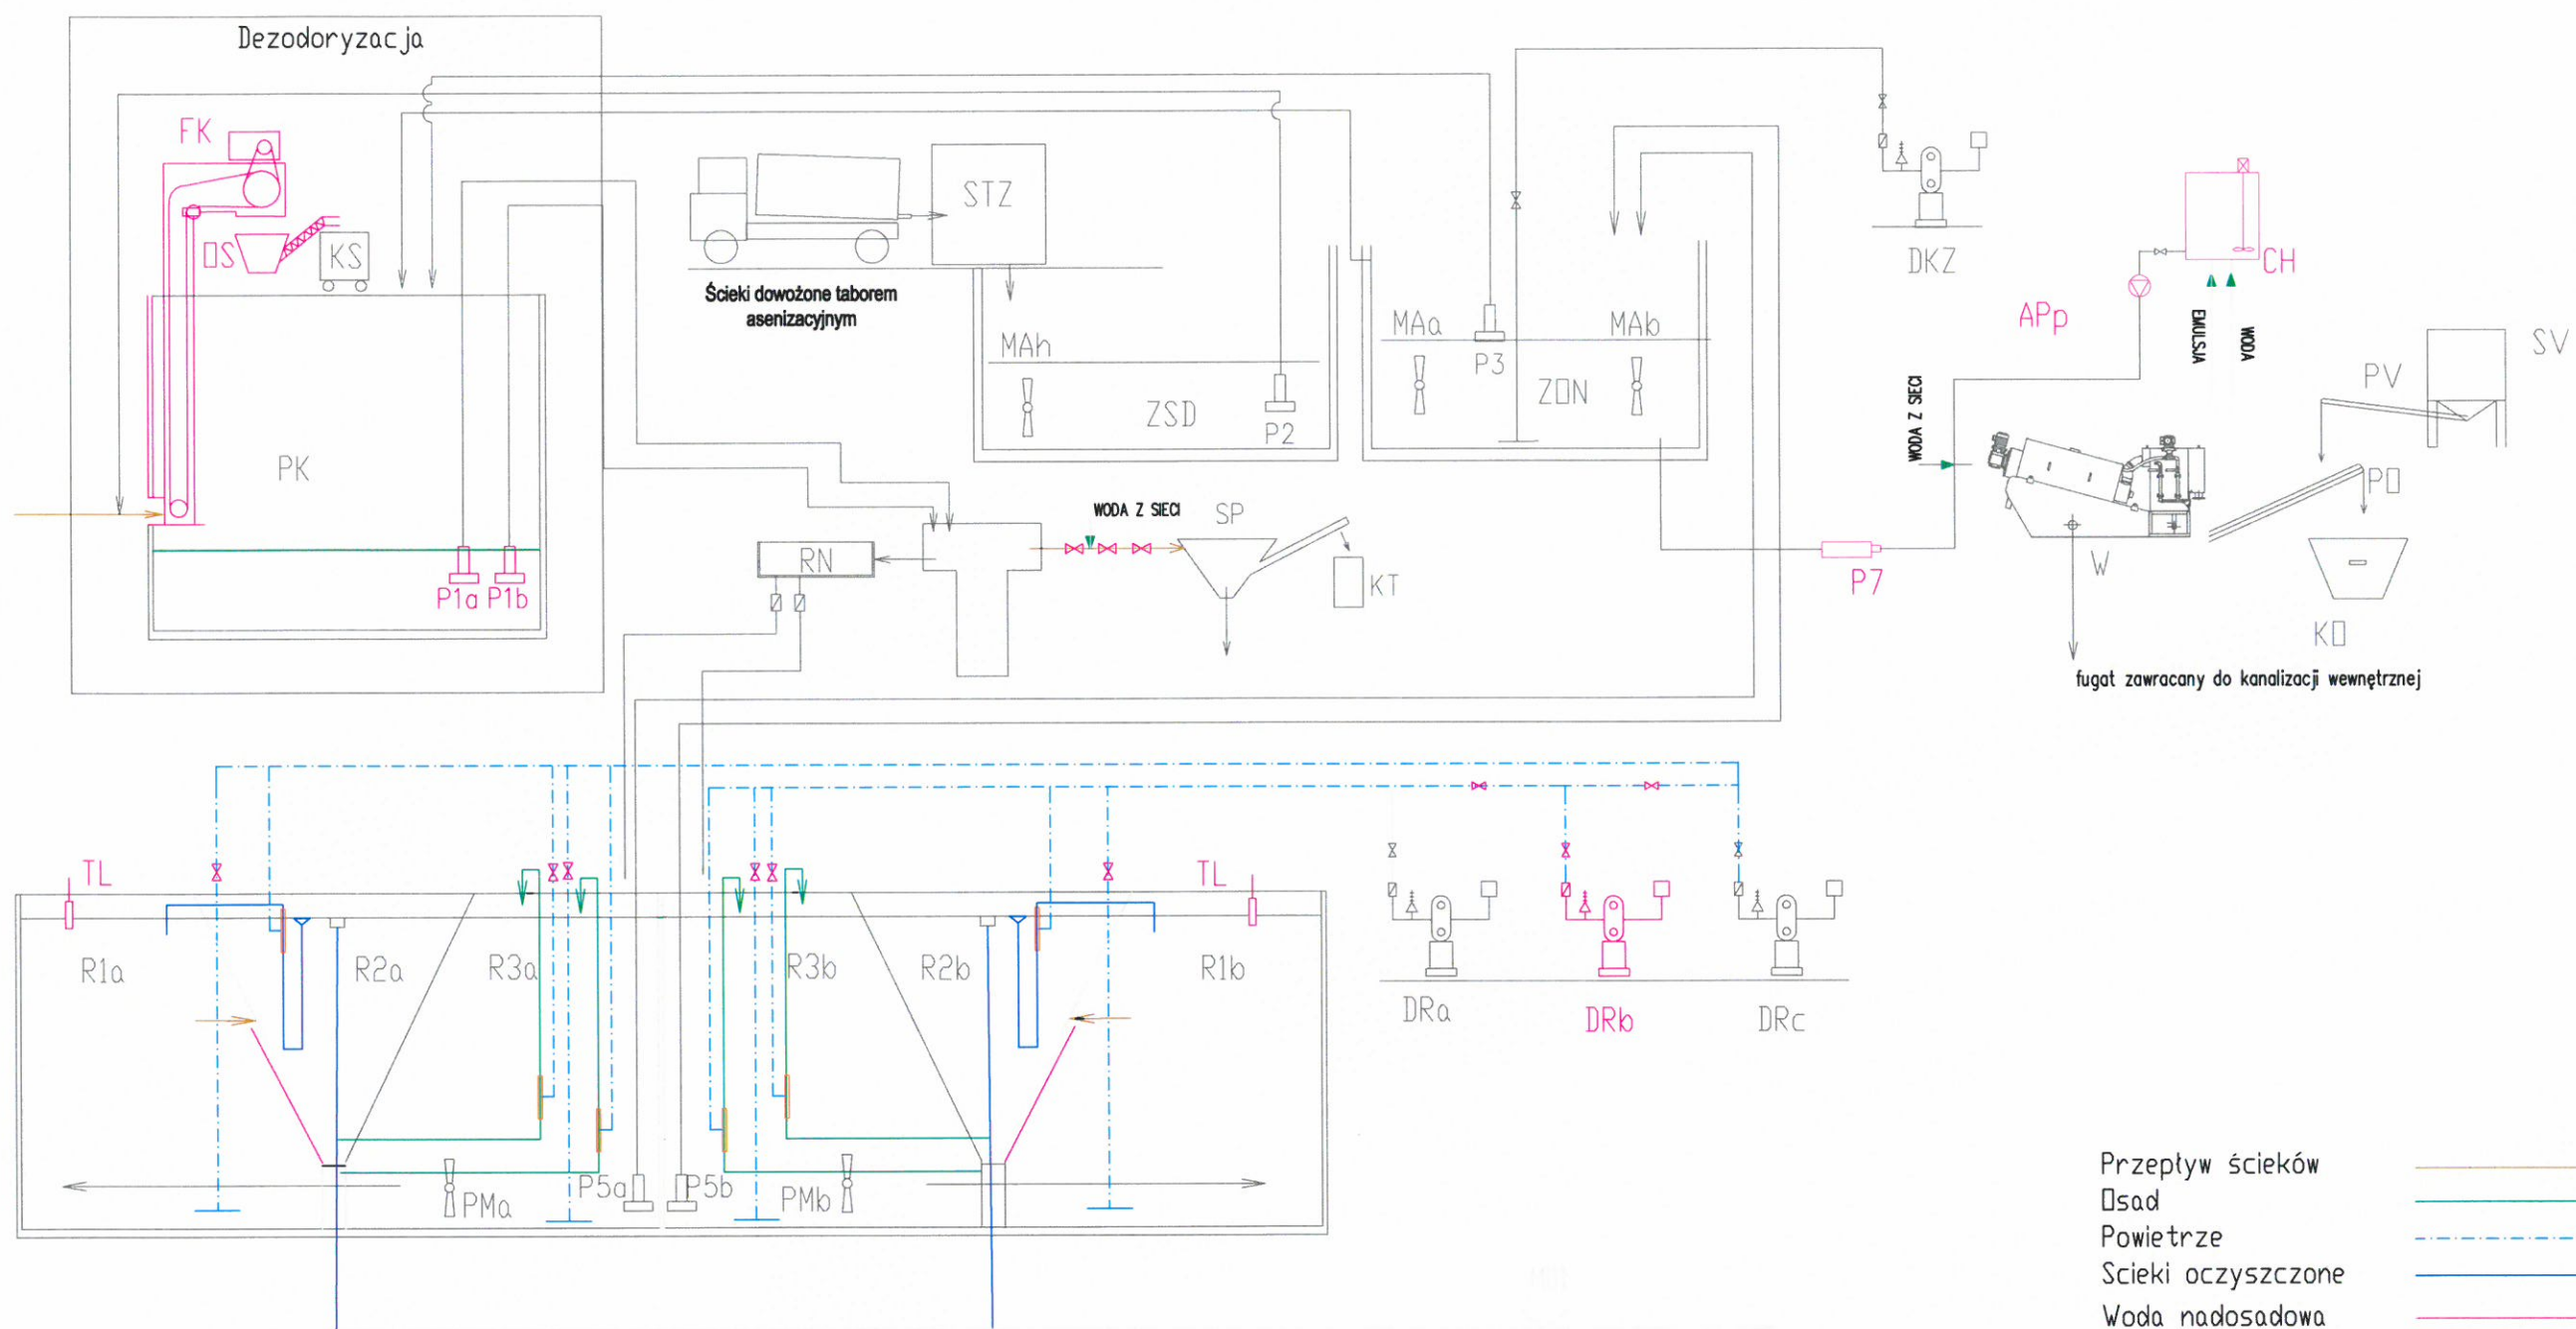 Dezodoryzacja
FK
OS
KS
PK
P1a P1b
STZ
Ścieki dowożone taborem
asenizacyjnym
MAh
ZSD
P2
MAa
P3
ZON
MAb
DKZ
CH
APp
EMULSJA
WODA
SV
PV
WODA Z SIECI
PO
W
KO
fugat zawracany do kanalizacji wewnętrznej
P7
WODA Z SIECI
SP
KT
RN
TL
R1a
R2a
R3a
R3b
R2b
TL
R1b
PMa
P5a
P5b
PMb
DRa
DRb
DRc
Przepływ ścieków
Osad
Powietrze
Scieki oczyszczone
Woda nadosadowa